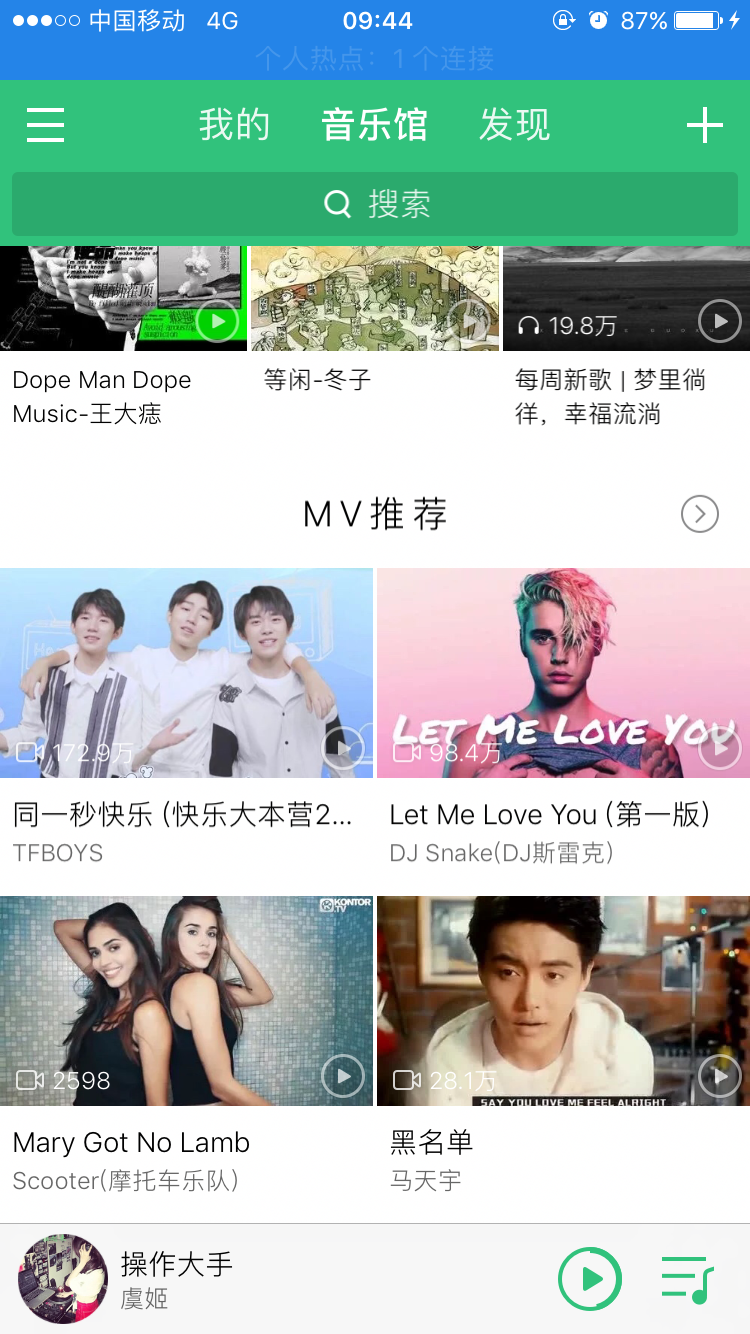 中国移动 4G 09:44 87%
个人热点：1 个连接
我的 音乐馆 发现
搜索
醍醐灌顶
19.8万
Dope Man Dope
Music-王大痣
等闲-冬子
每周新歌 | 梦里徜
徉，幸福流淌
MV推荐
172.9万
LET ME LOVE YOU
98.4万
同一秒快乐 (快乐大本营2...
TFBOYS
Let Me Love You (第一版)
DJ Snake(DJ斯雷克)
KONTOR
.TV
2598
28.1万
SAY YOU LOVE ME FEEL ALRIGHT
Mary Got No Lamb
Scooter(摩托车乐队)
黑名单
马天宇
操作大手
虞姬